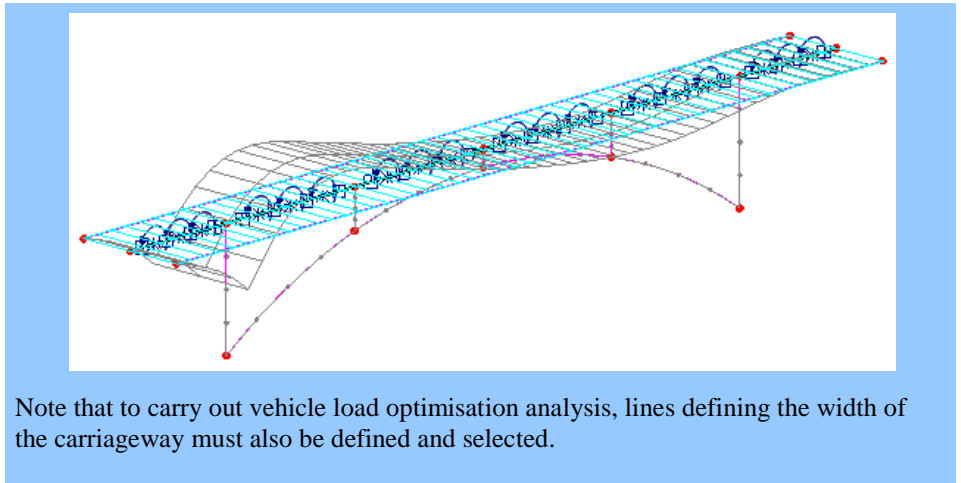 Note that to carry out vehicle load optimisation analysis, lines defining the width of
the carriageway must also be defined and selected.